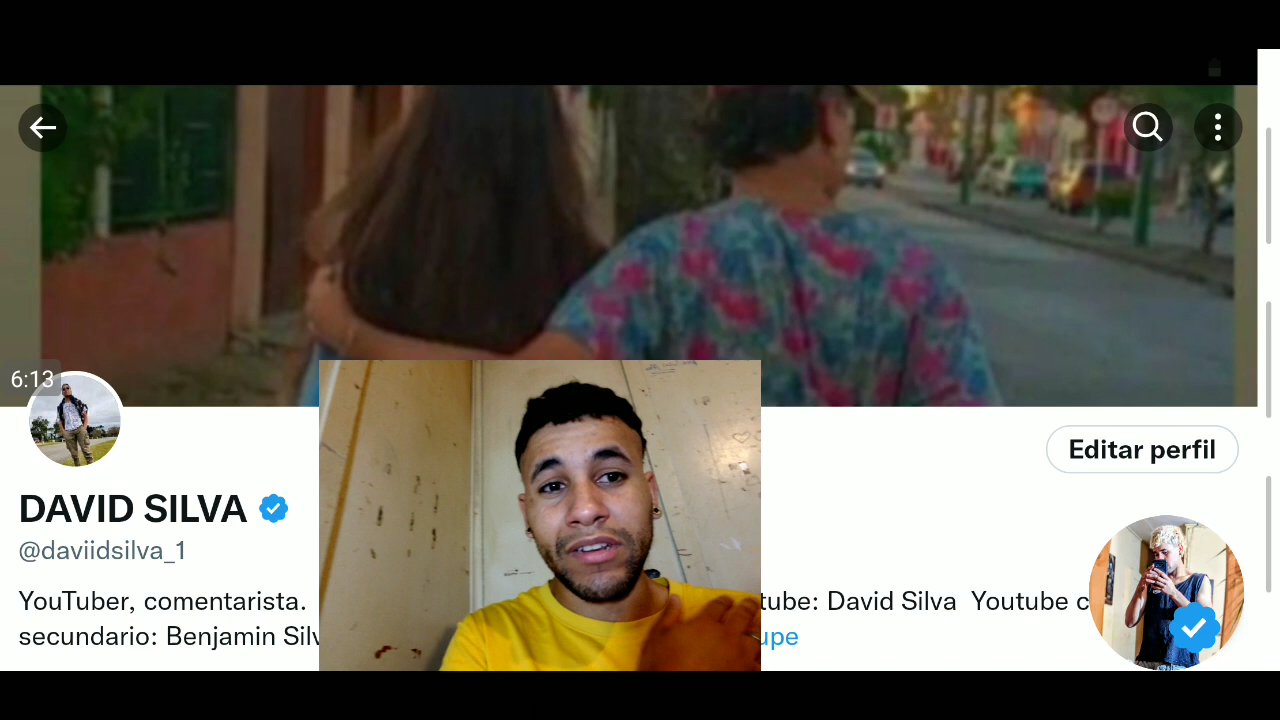 6:13
Editar perfil
DAVID SILVA
@daviidsilva_1
YouTuber, comentarista. tube: David Silva Youtube c
secundario: Benjamin Silv upe